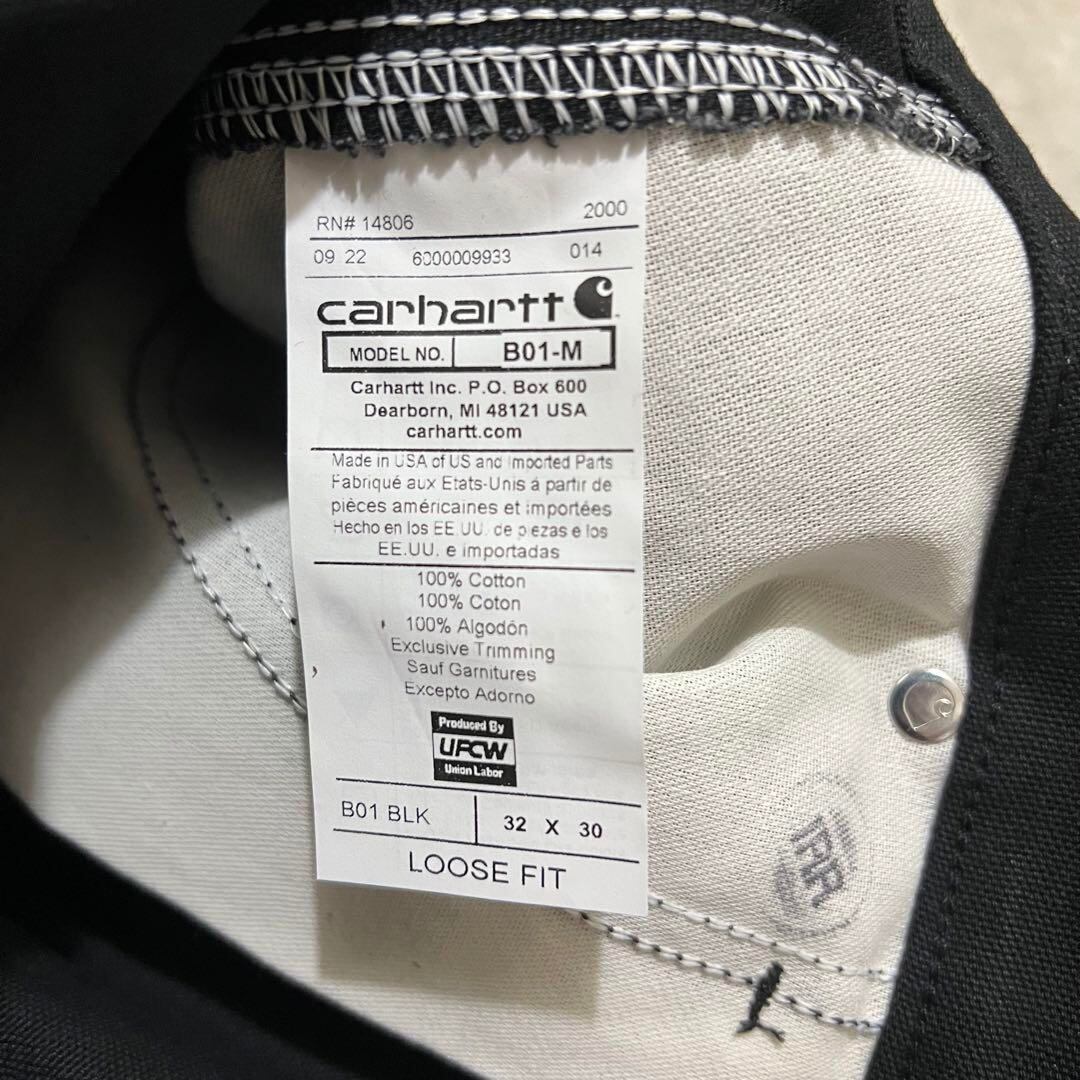 RN# 14806 2000
09 22 6000009933 014
carhartt
MODEL NO. B01-M
Carhartt Inc. P.O. Box 600
Dearborn, MI 48121 USA
carhartt.com
Made in USA of US and Imported Parts
Fabriqué aux Etats-Unis á partir de
pièces américaines et importées
Hecho en los EE.UU. de piezas e los
EE.UU. e importadas
100% Cotton
100% Coton
100% Algodón
Exclusive Trimming
Sauf Garnitures
Excepto Adorno
Produced By
UFCW
Union Labor
B01 BLK 32 X 30
LOOSE FIT